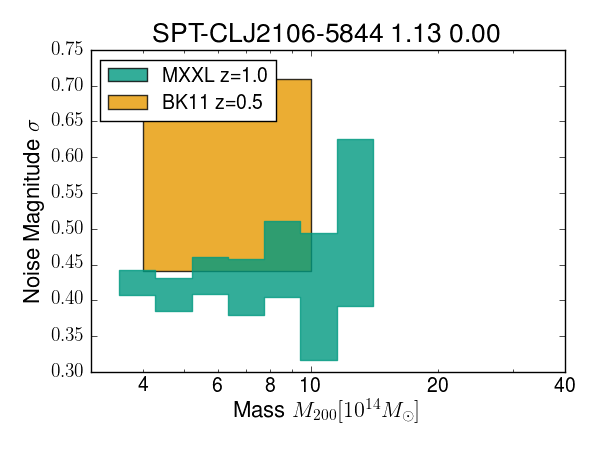 SPT-CLJ2106-5844 1.13 0.00
MXXL z=1.0
BK11 z=0.5
Noise Magnitude σ
0.75
0.70
0.65
0.60
0.55
0.50
0.45
0.40
0.35
0.30
4 6 8 10 20 40
Mass M₂₀₀[10¹⁴M☉]